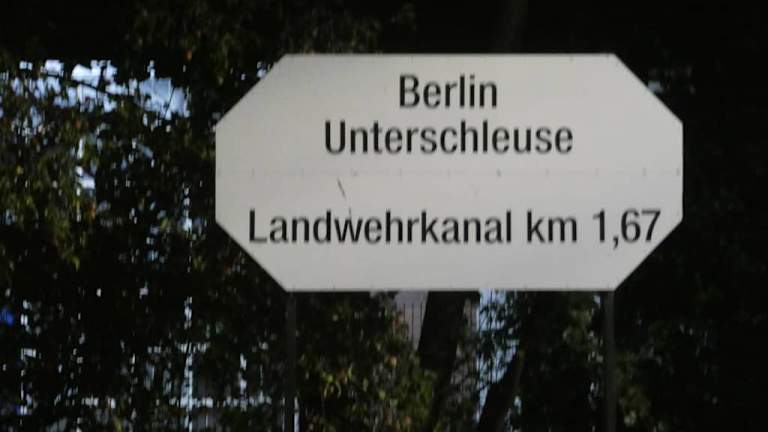 Berlin
Unterschleuse
Landwehrkanal km 1,67